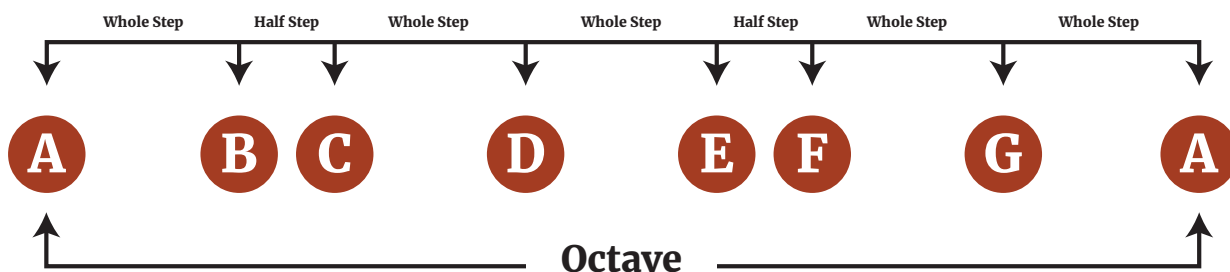 Whole Step Half Step Whole Step Whole Step Half Step Whole Step Whole Step
A B C D E F G A
Octave